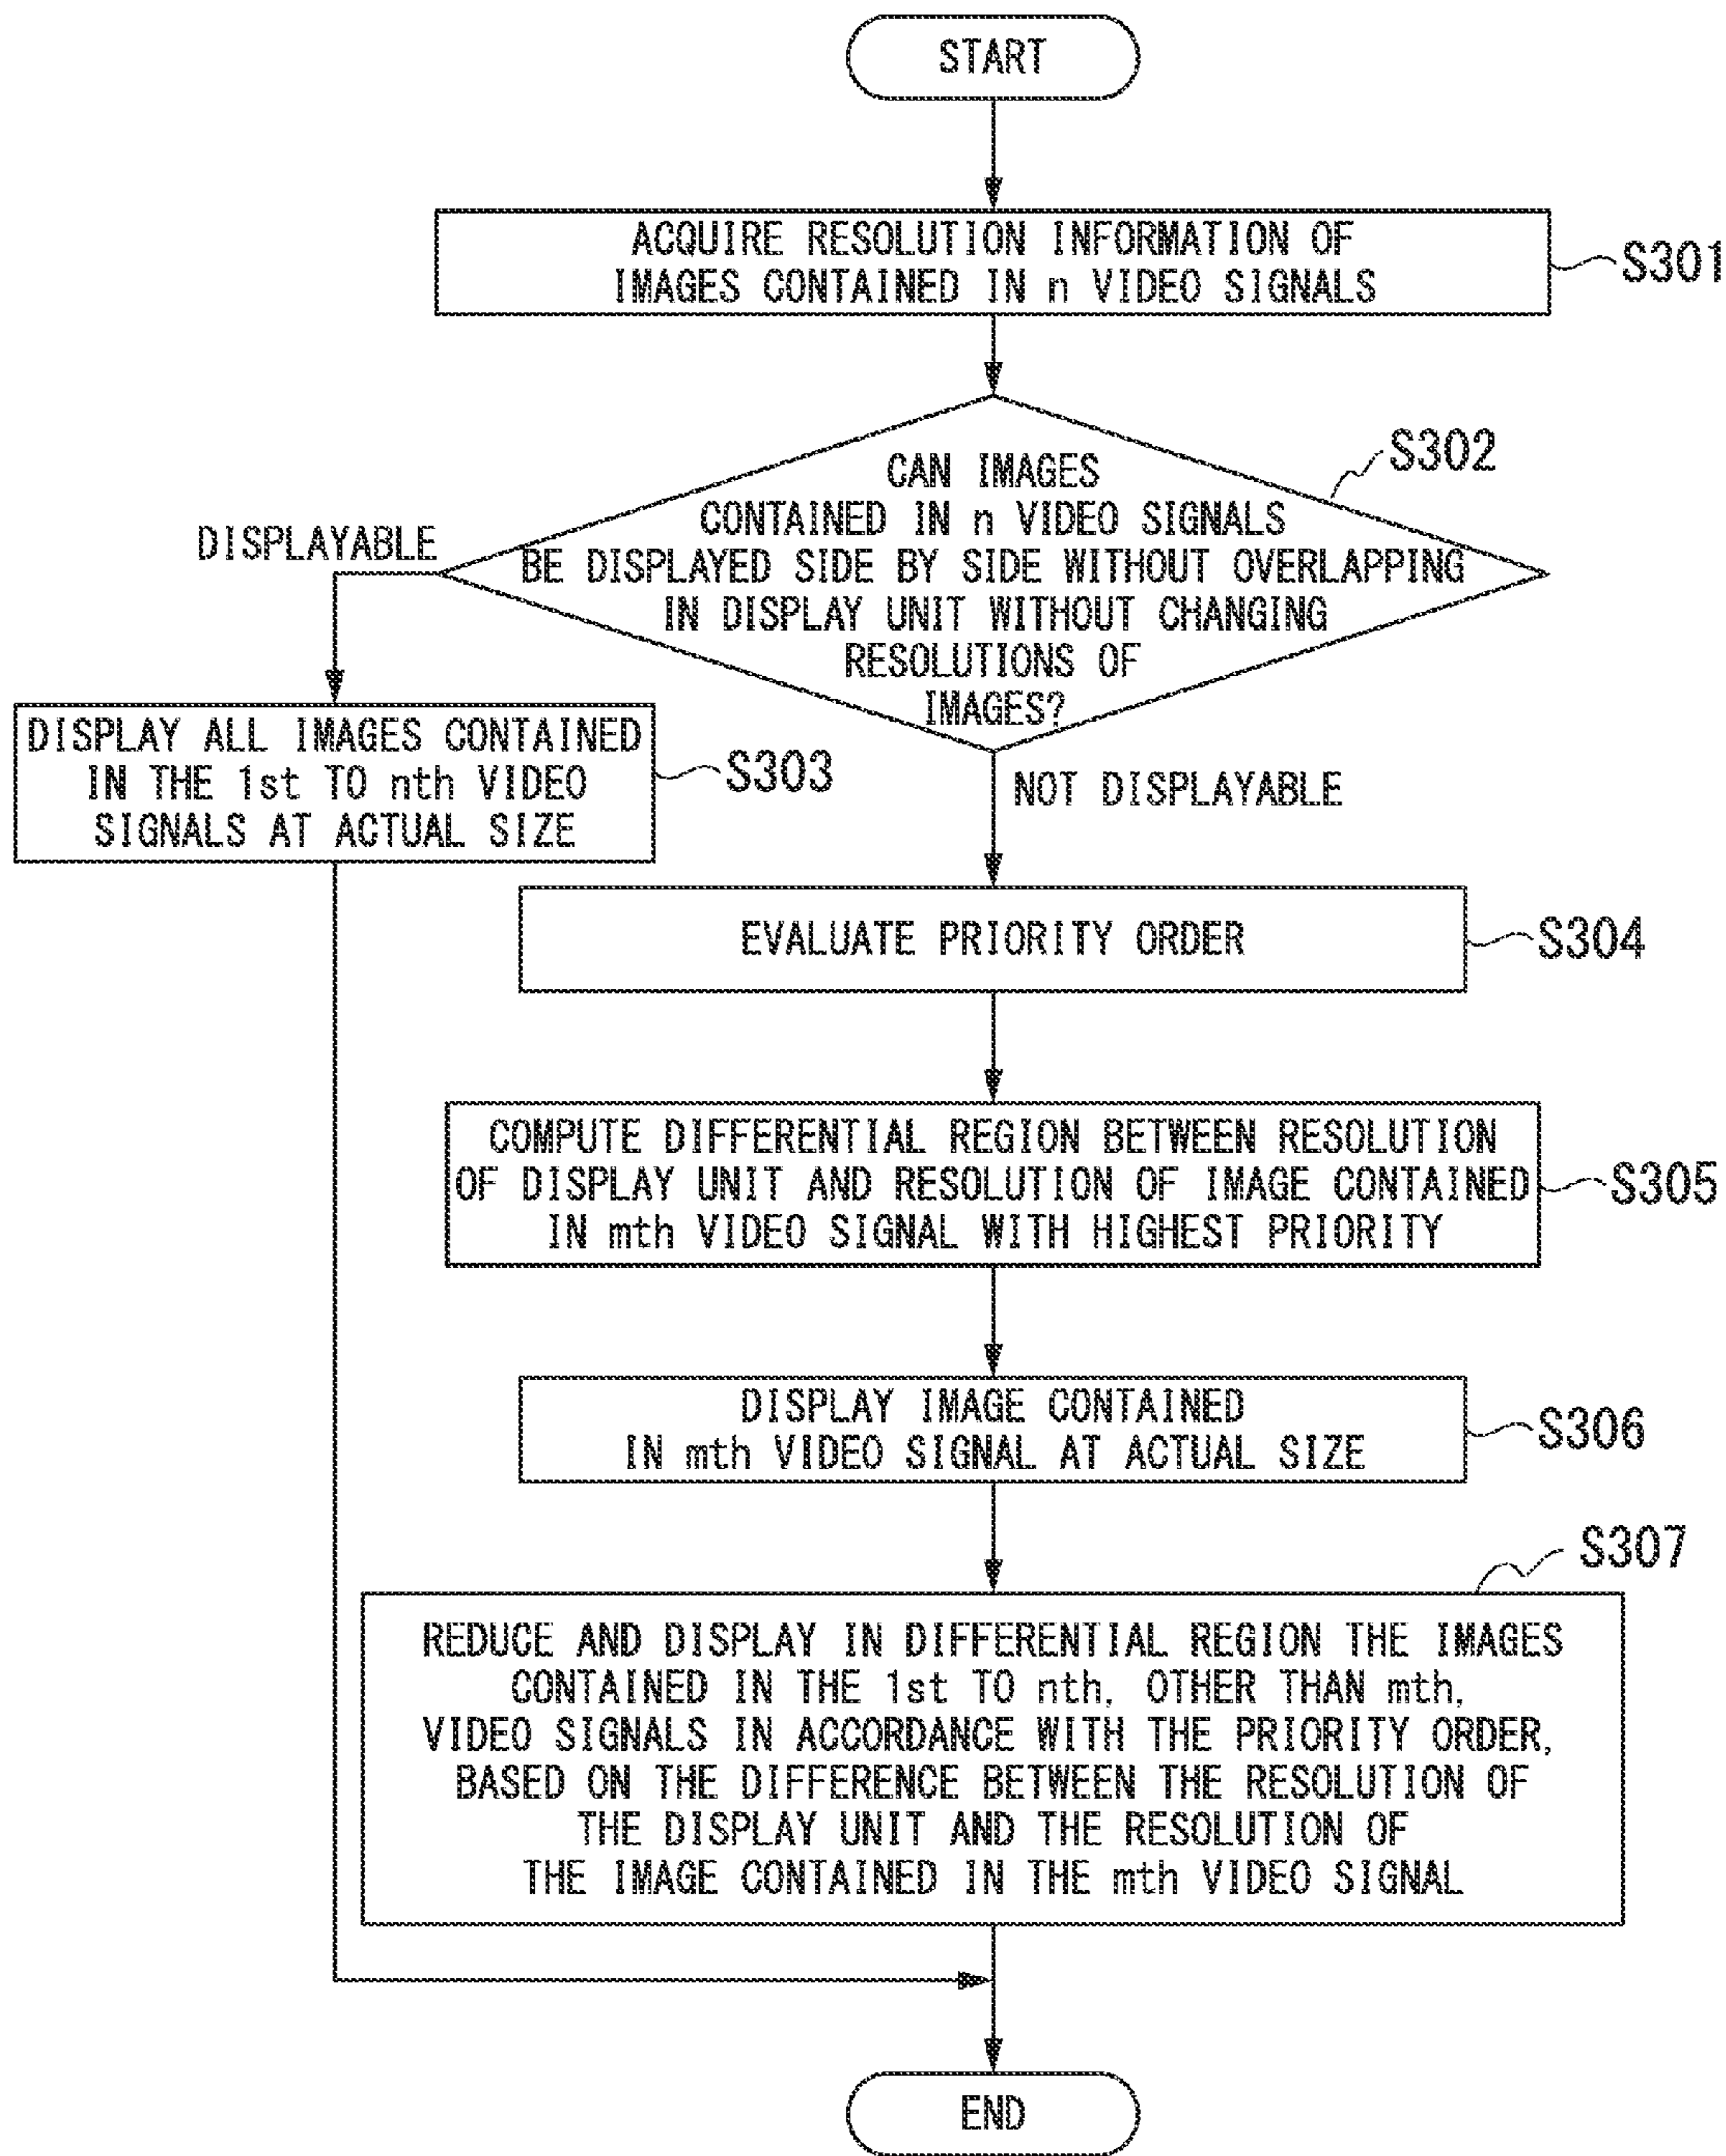 START
ACQUIRE RESOLUTION INFORMATION OF
IMAGES CONTAINED IN n VIDEO SIGNALS
S301
CAN IMAGES
CONTAINED IN n VIDEO SIGNALS
BE DISPLAYED SIDE BY SIDE WITHOUT OVERLAPPING
IN DISPLAY UNIT WITHOUT CHANGING
RESOLUTIONS OF
IMAGES?
S302
DISPLAYABLE
DISPLAY ALL IMAGES CONTAINED
IN THE 1st TO nth VIDEO
SIGNALS AT ACTUAL SIZE
S303
NOT DISPLAYABLE
EVALUATE PRIORITY ORDER
S304
COMPUTE DIFFERENTIAL REGION BETWEEN RESOLUTION
OF DISPLAY UNIT AND RESOLUTION OF IMAGE CONTAINED
IN mth VIDEO SIGNAL WITH HIGHEST PRIORITY
S305
DISPLAY IMAGE CONTAINED
IN mth VIDEO SIGNAL AT ACTUAL SIZE
S306
S307
REDUCE AND DISPLAY IN DIFFERENTIAL REGION THE IMAGES
CONTAINED IN THE 1st TO nth, OTHER THAN mth,
VIDEO SIGNALS IN ACCORDANCE WITH THE PRIORITY ORDER,
BASED ON THE DIFFERENCE BETWEEN THE RESOLUTION OF
THE DISPLAY UNIT AND THE RESOLUTION OF
THE IMAGE CONTAINED IN THE mth VIDEO SIGNAL
END